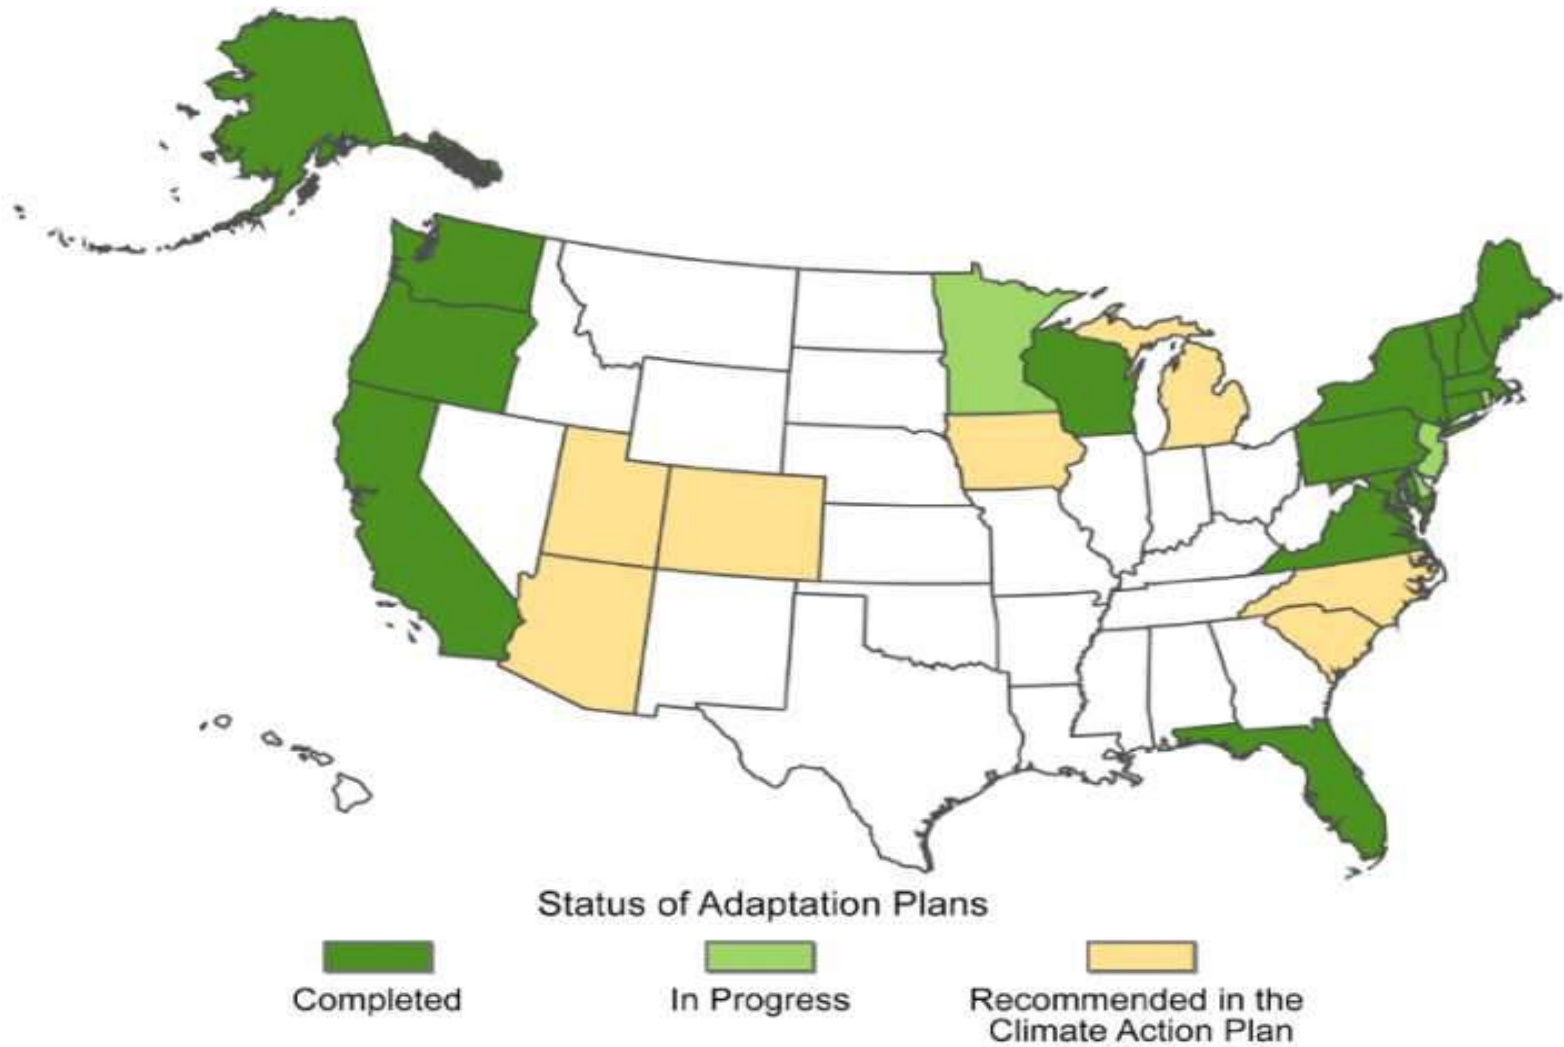 Status of Adaptation Plans
Completed
In Progress
Recommended in the
Climate Action Plan